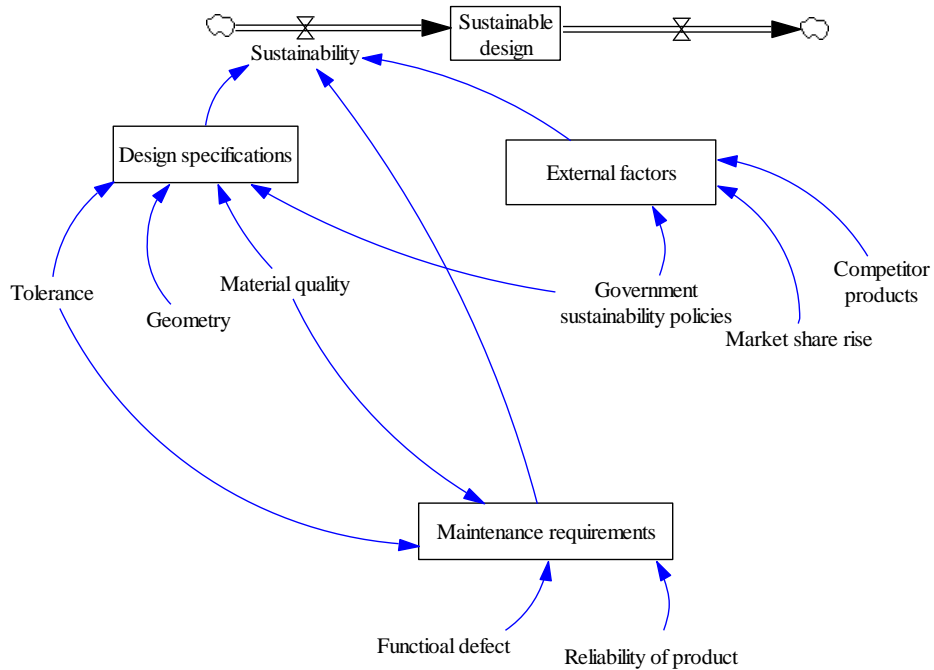 Sustainable
design
Sustainability
Design specifications
External factors
Tolerance
Geometry
Material quality
Government
sustainability policies
Competitor
products
Market share rise
Maintenance requirements
Functioal defect
Reliability of product